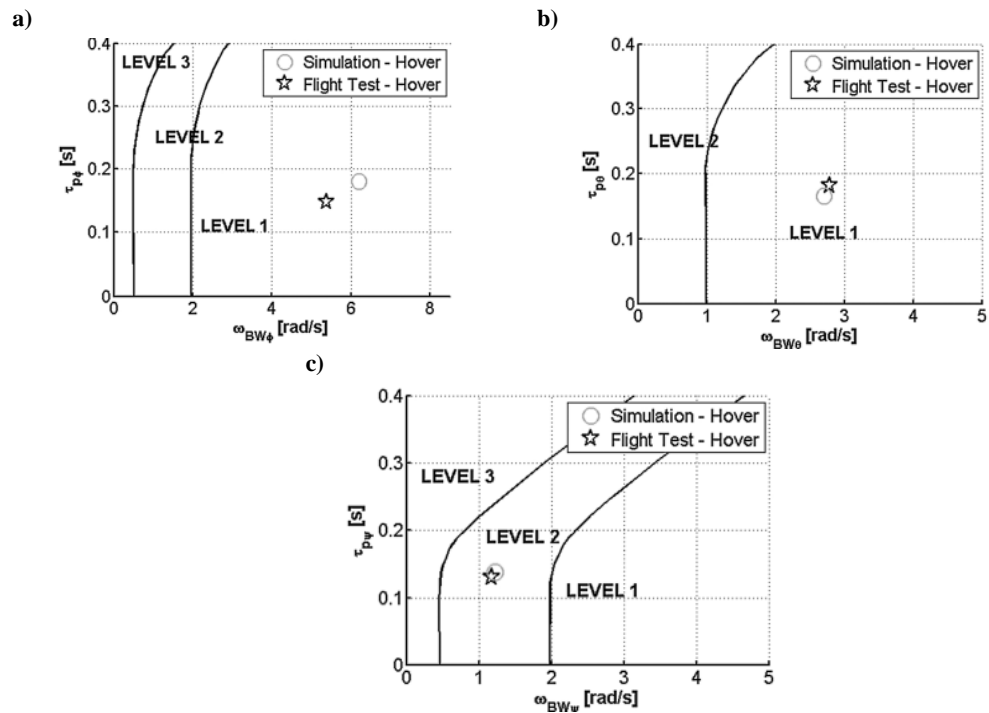 a)
0.4
0.3
0.2
0.1
0
τpϕ [s]
LEVEL 3
LEVEL 2
LEVEL 1
Simulation - Hover
Flight Test - Hover
0 2 4 6 8
ωBWϕ [rad/s]
b)
0.4
0.3
0.2
0.1
0
τpθ [s]
LEVEL 2
LEVEL 1
Simulation - Hover
Flight Test - Hover
0 1 2 3 4 5
ωBWθ [rad/s]
c)
0.4
0.3
0.2
0.1
0
τpψ [s]
LEVEL 3
LEVEL 2
LEVEL 1
Simulation - Hover
Flight Test - Hover
0 1 2 3 4 5
ωBWψ [rad/s]